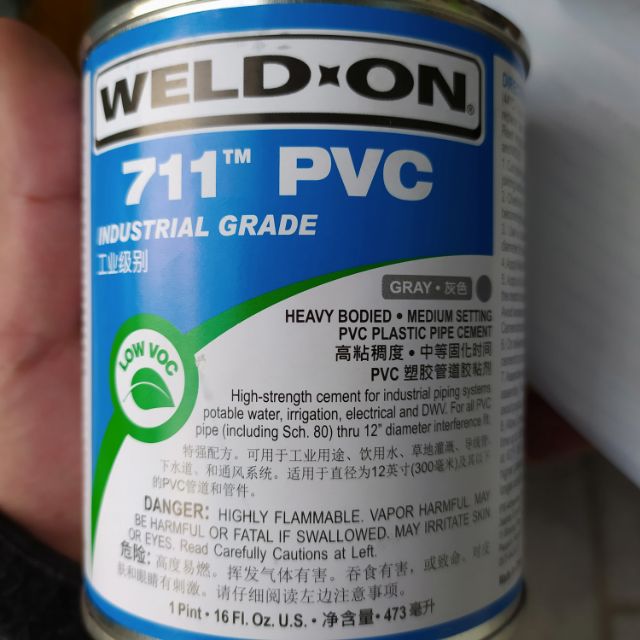 WELD-ON®
711™ PVC
INDUSTRIAL GRADE
工业级别
GRAY • 灰色
HEAVY BODIED • MEDIUM SETTING
PVC PLASTIC PIPE CEMENT
高粘稠度 • 中等固化时间
PVC 塑胶管道胶粘剂
LOW VOC
High-strength cement for industrial piping systems,
potable water, irrigation, electrical and DWV. For all PVC
pipe (including Sch. 80) thru 12" diameter interference
特强配方。可用于工业用途、饮用水、草地灌溉、导线管、
下水道、和通风系统。适用于直径为12英寸(300毫米)及其以下
的PVC管道和管件。
DANGER: HIGHLY FLAMMABLE. VAPOR HARMFUL. MAY
BE HARMFUL OR FATAL IF SWALLOWED. MAY IRRITATE SKIN
OR EYES. Read Carefully Cautions at Left.
危险: 高度易燃。挥发气体有害。吞食有害，或致命。对皮
肤和眼睛有刺激。请仔细阅读左边注意事项。
1 Pint • 16 Fl. Oz. U.S. • 净含量 • 473 毫升